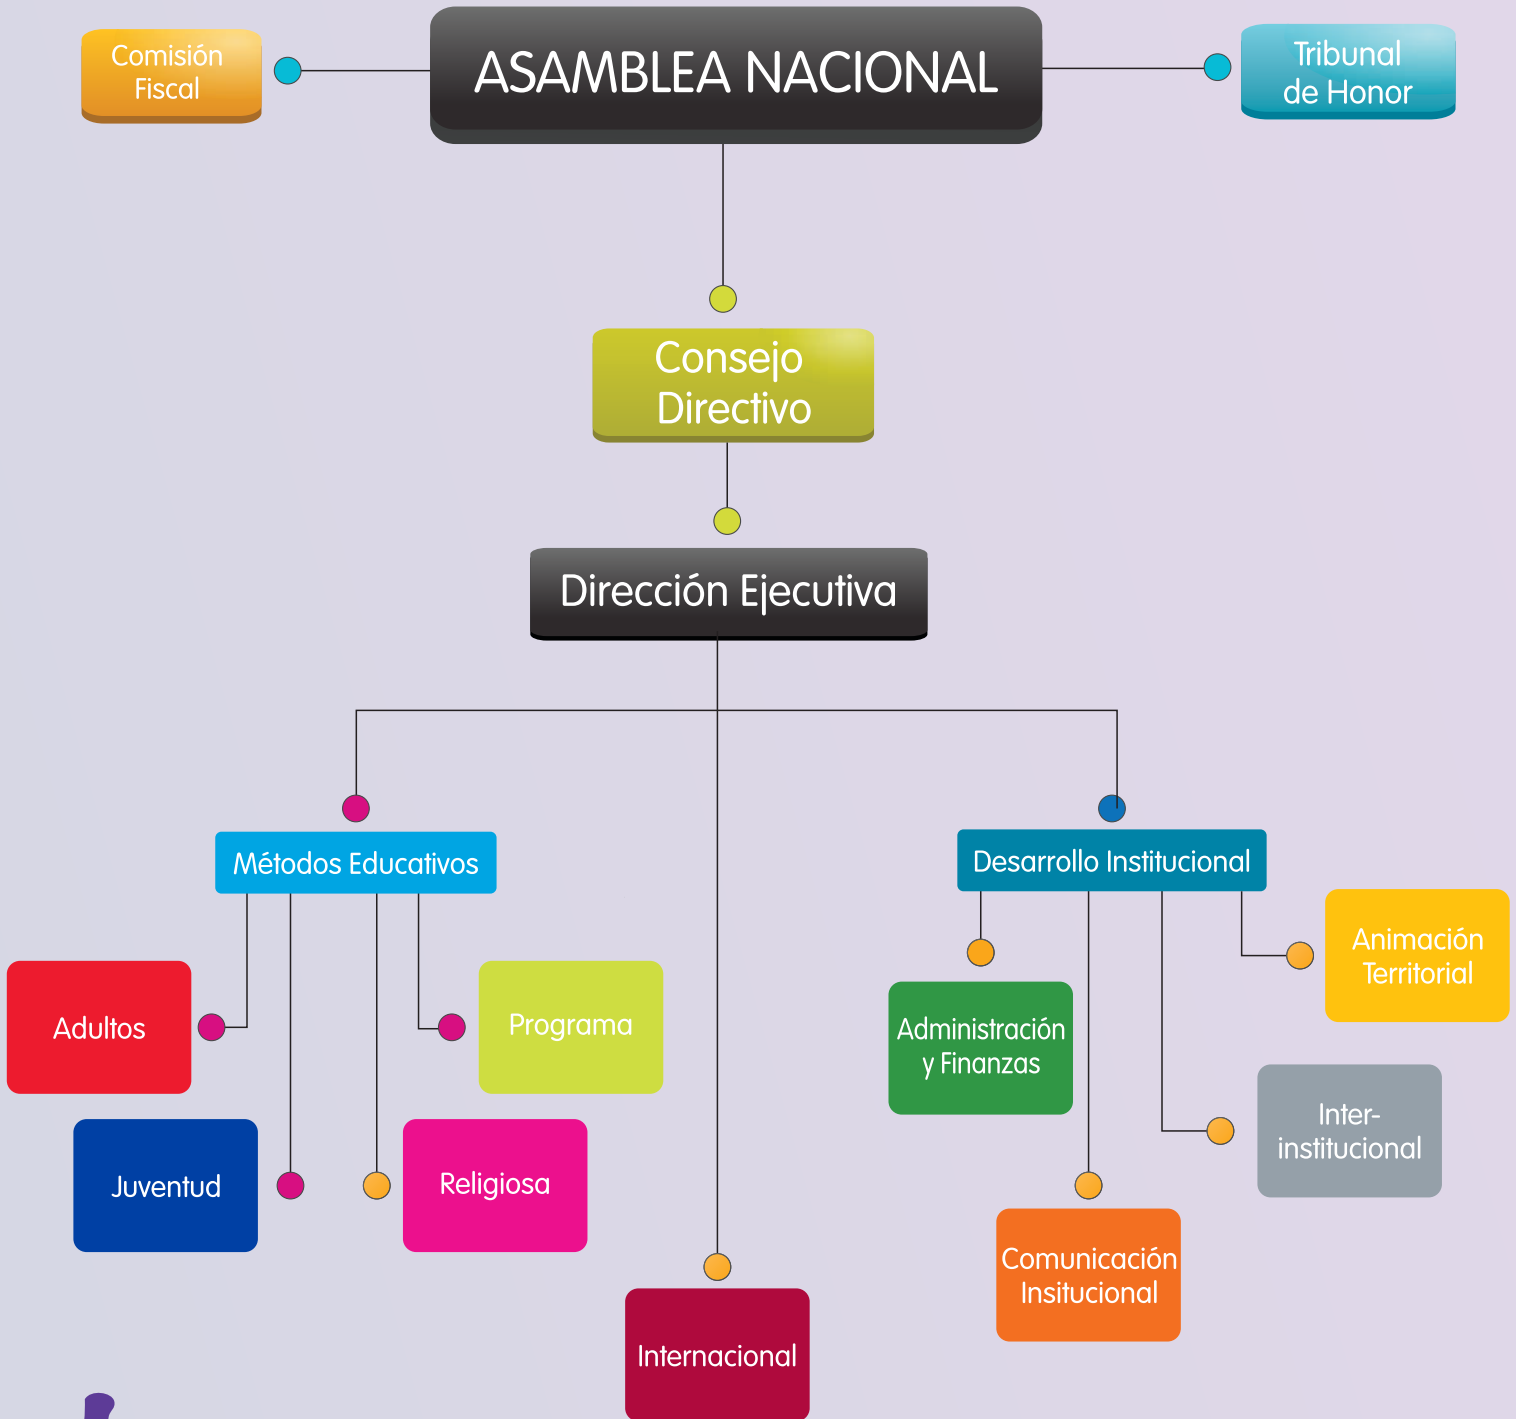 Comisión
Fiscal
ASAMBLEA NACIONAL
Tribunal
de Honor
Consejo
Directivo
Dirección Ejecutiva
Métodos Educativos
Desarrollo Institucional
Adultos
Programa
Juventud
Religiosa
Administración
y Finanzas
Animación
Territorial
Inter-
institucional
Comunicación
Insitucional
Internacional